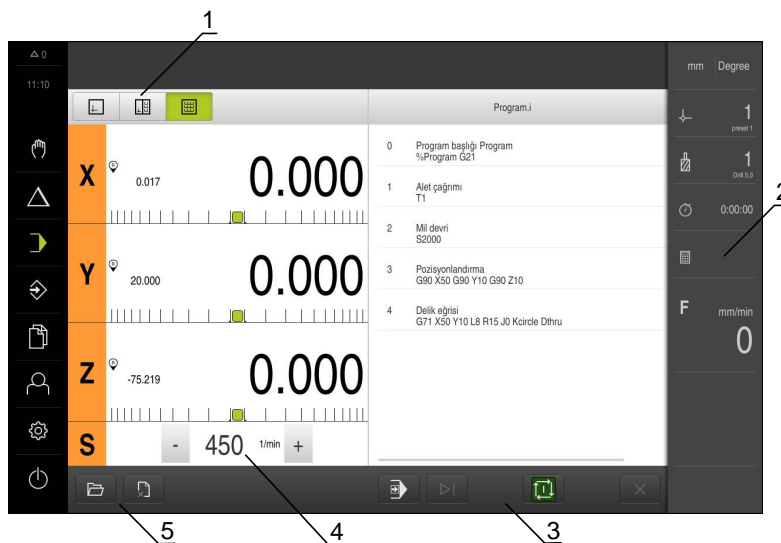 1
0
11:10
mm Degree
Program.i
X
R
0.017
0.000
Y
R
20.000
0.000
Z
R
-75.219
0.000
S
- 450 1/min +
0 Program başlığı Program
%Program G21
1 Alet çağrımı
T1
2 Mil devri
S2000
3 Pozisyonlandırma
G90 X50 G90 Y10 G90 Z10
4 Delik eğrisi
G71 X50 Y10 L8 R15 J0 Kcircle Dthru
1
preset 1
1
Drill 5.0
0:00:00
2
F mm/min
0
5
4
3